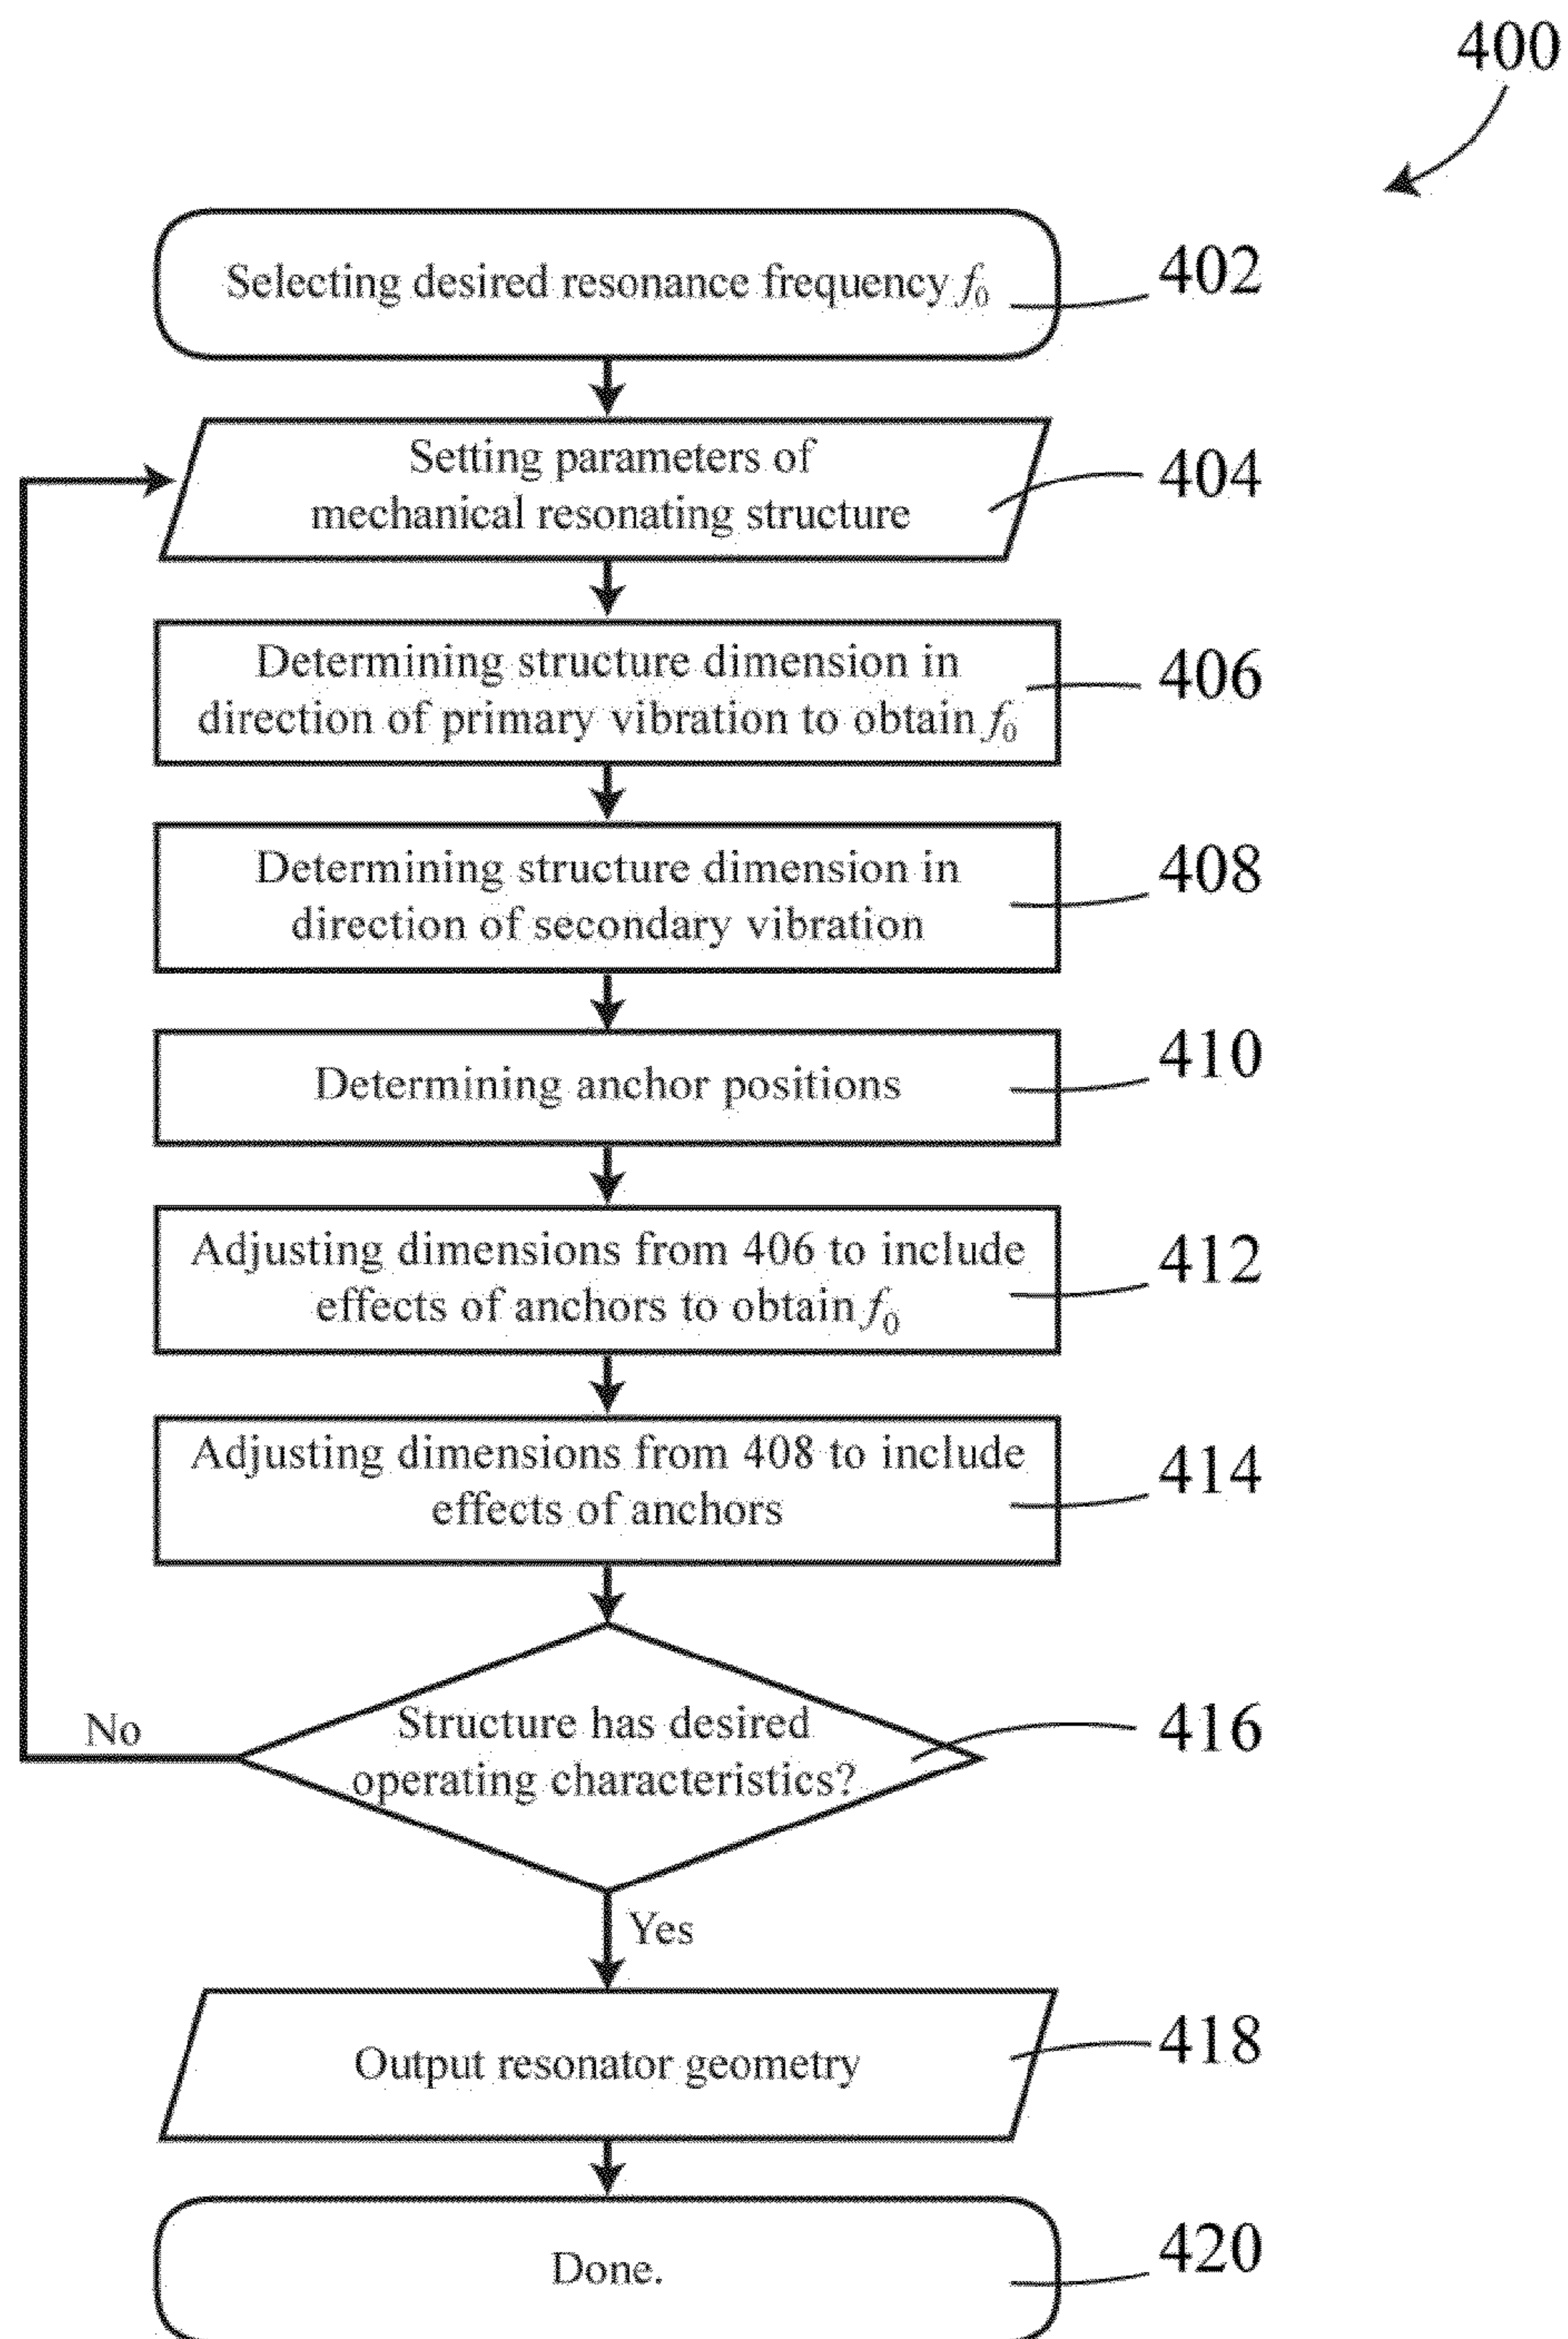 400
Selecting desired resonance frequency f₀
402
Setting parameters of
mechanical resonating structure
404
Determining structure dimension in
direction of primary vibration to obtain f₀
406
Determining structure dimension in
direction of secondary vibration
408
Determining anchor positions
410
Adjusting dimensions from 406 to include
effects of anchors to obtain f₀
412
Adjusting dimensions from 408 to include
effects of anchors
414
Structure has desired
operating characteristics?
416
No
Yes
Output resonator geometry
418
Done.
420